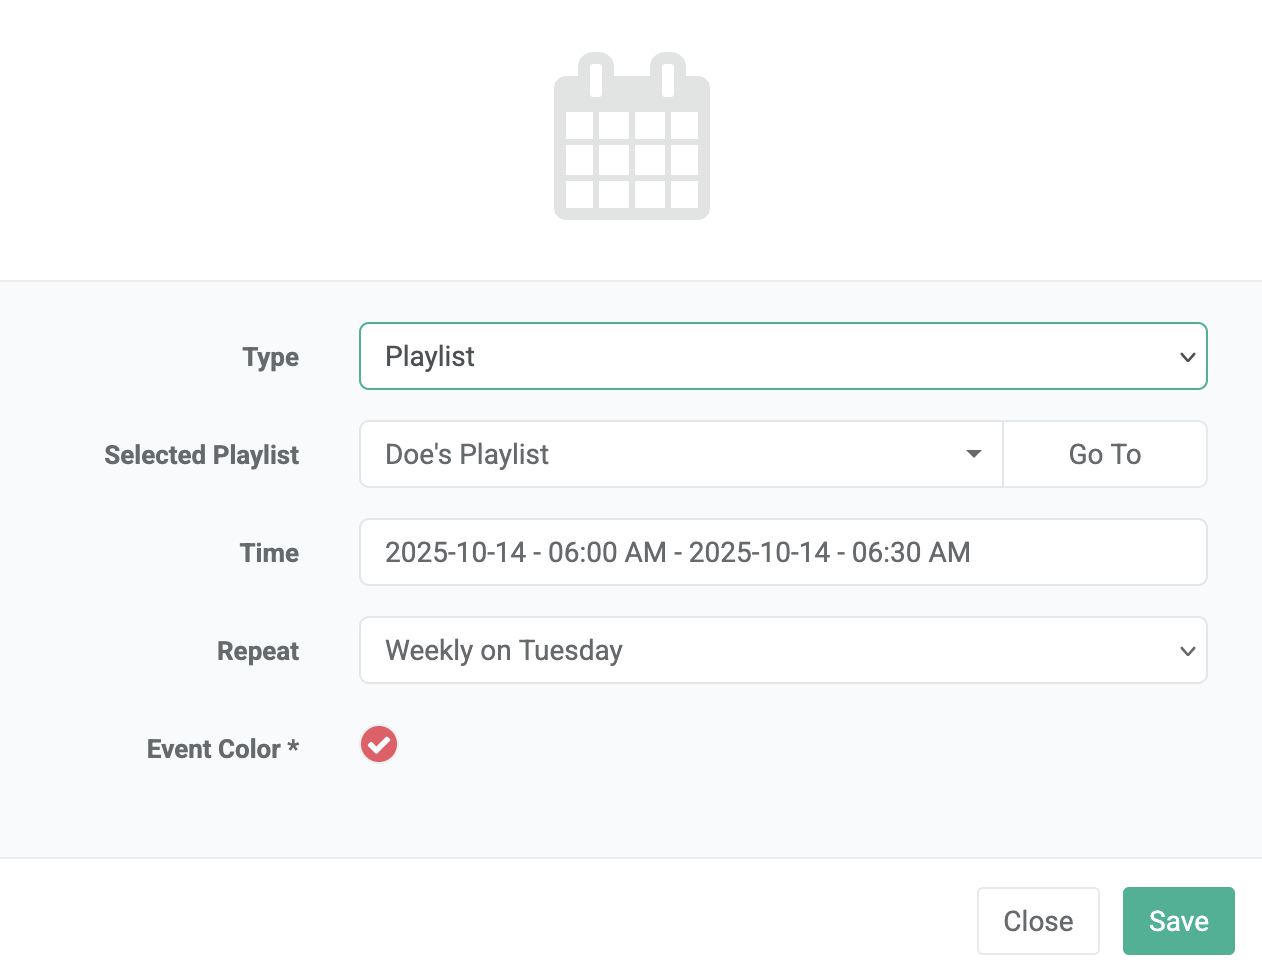 Type
Playlist
Selected Playlist
Doe's Playlist
Go To
Time
2025-10-14 - 06:00 AM - 2025-10-14 - 06:30 AM
Repeat
Weekly on Tuesday
Event Color *
Close
Save